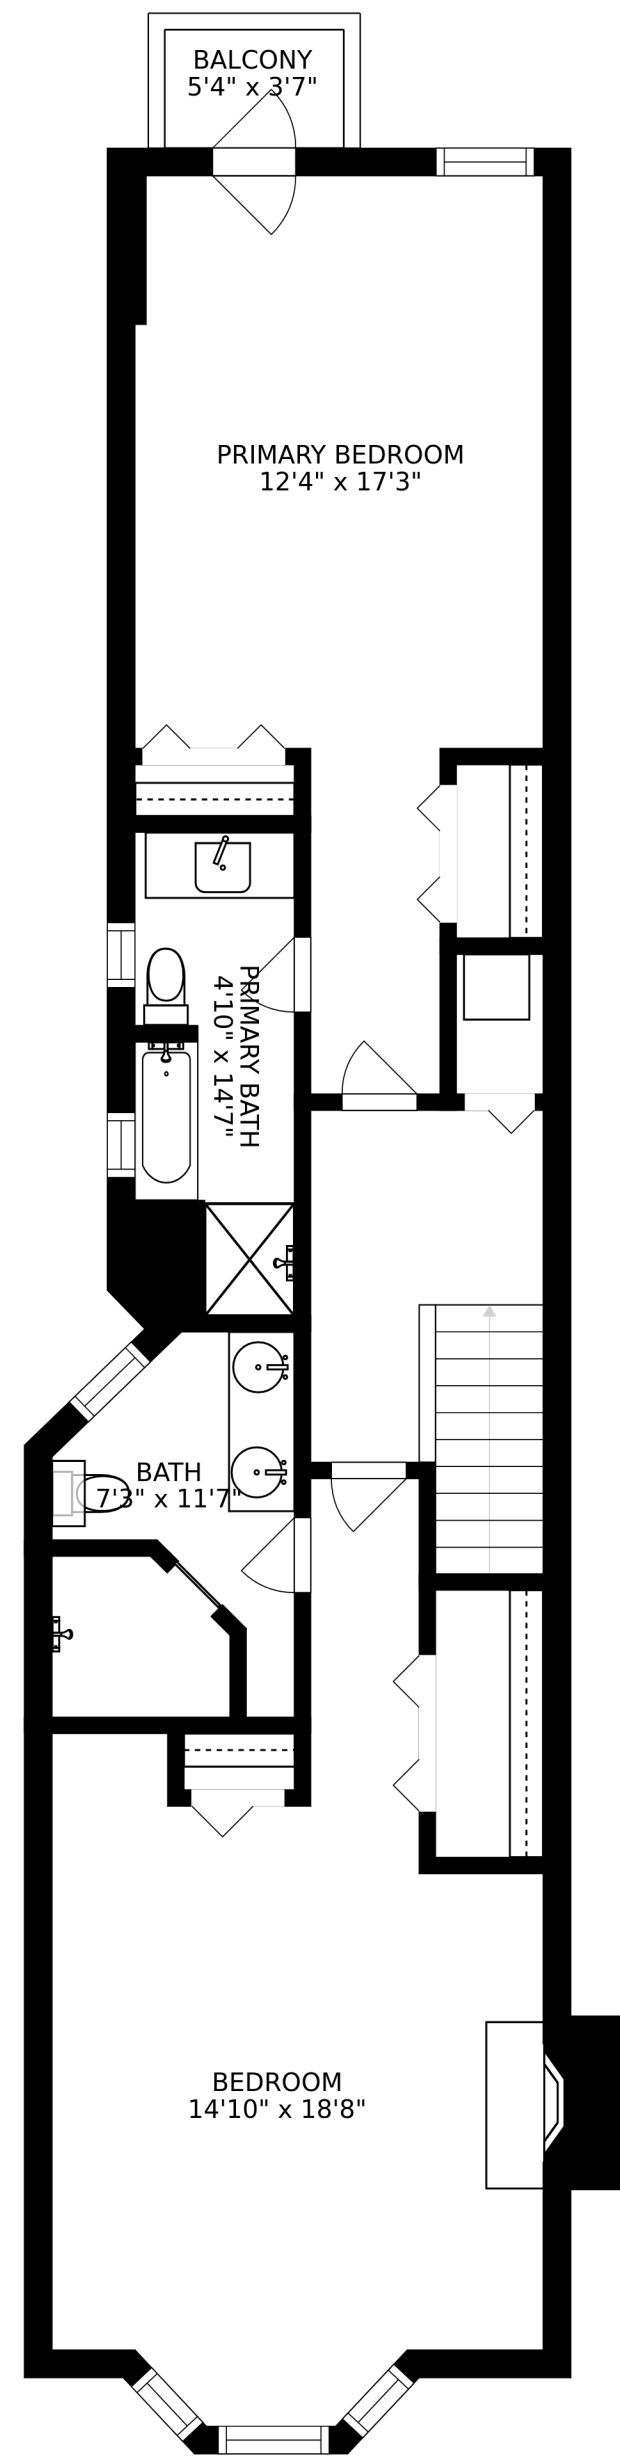 BALCONY
5'4" x 3'7"
PRIMARY BEDROOM
12'4" x 17'3"
PRIMARY BATH
4'10" x 14'7"
BATH
7'3" x 11'7"
BEDROOM
14'10" x 18'8"